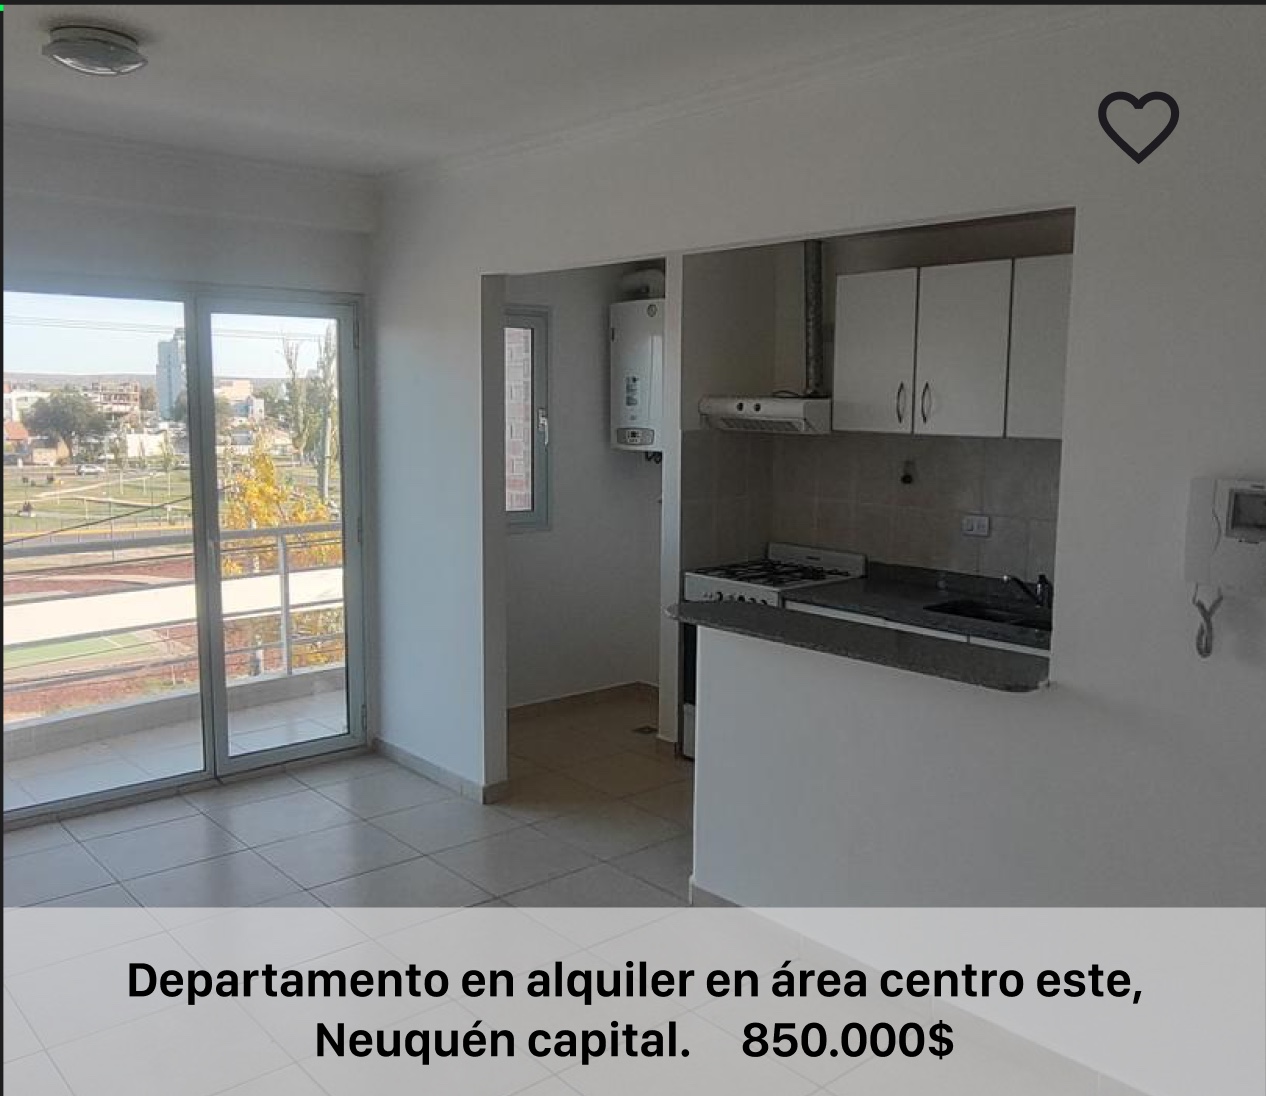 Departamento en alquiler en área centro este,
Neuquén capital. 850.000$